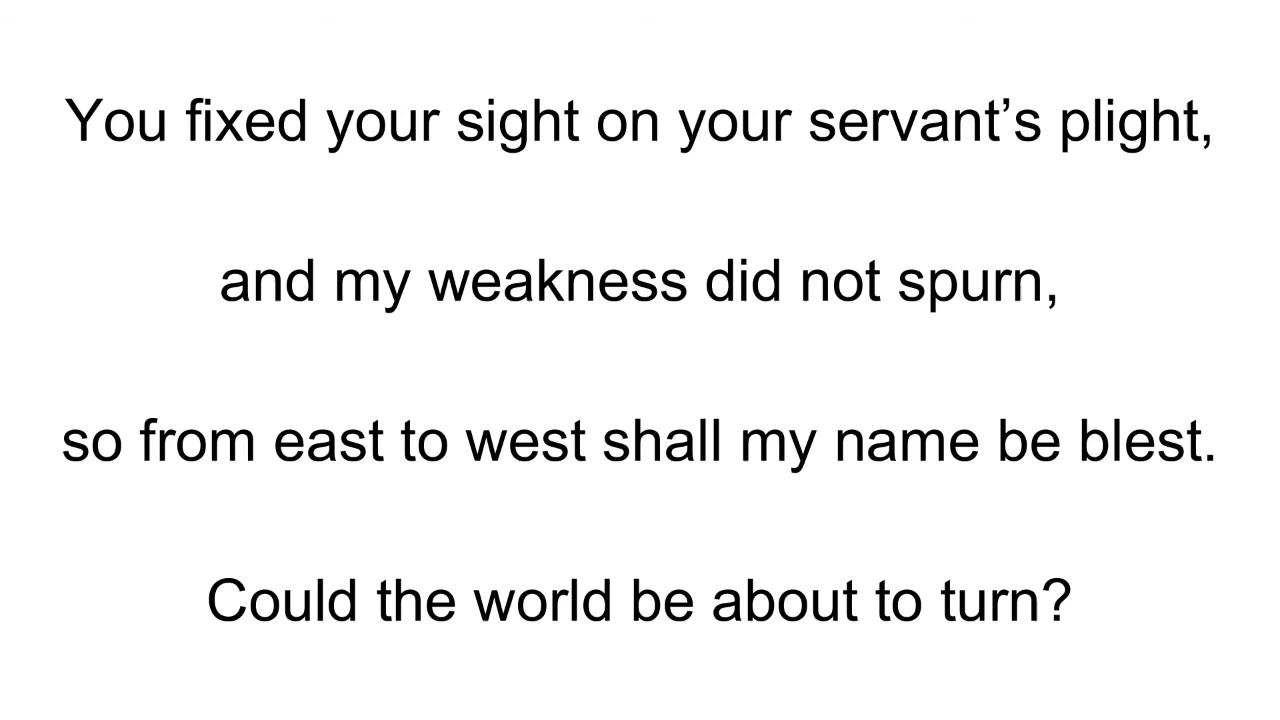 You fixed your sight on your servant’s plight,
and my weakness did not spurn,
so from east to west shall my name be blest.
Could the world be about to turn?